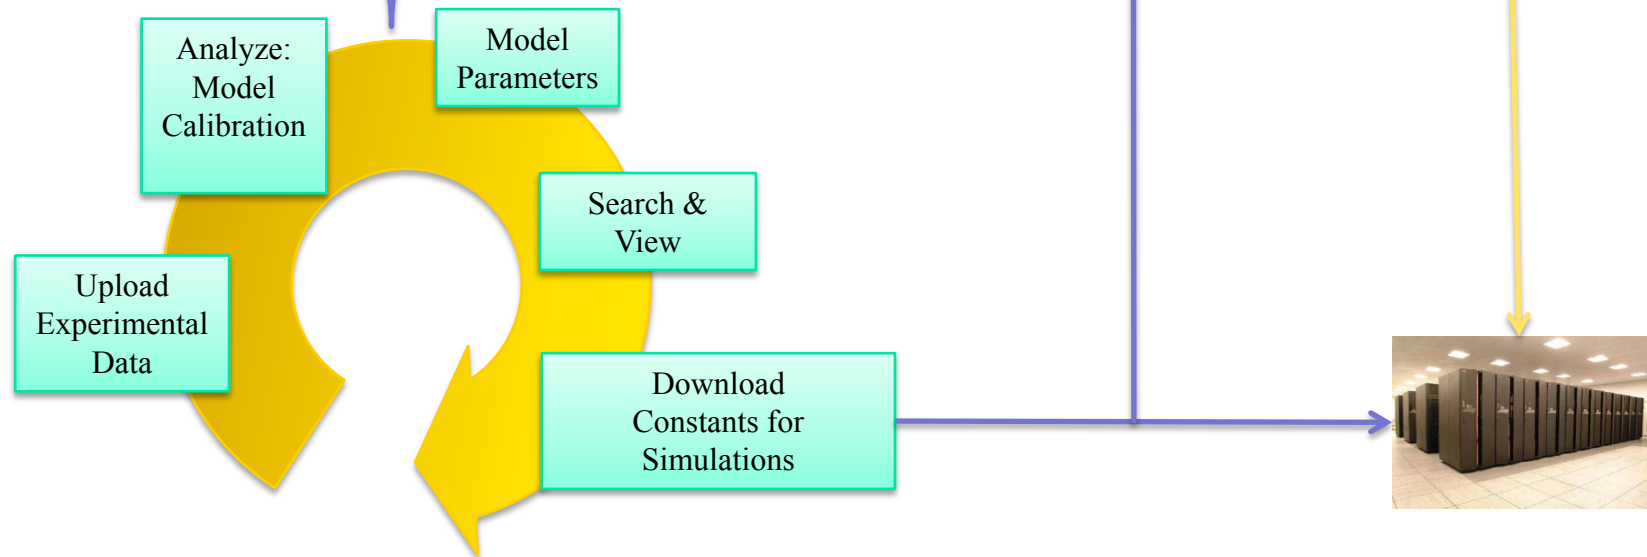 Analyze:
Model
Calibration
Model
Parameters
Search &
View
Upload
Experimental
Data
Download
Constants for
Simulations